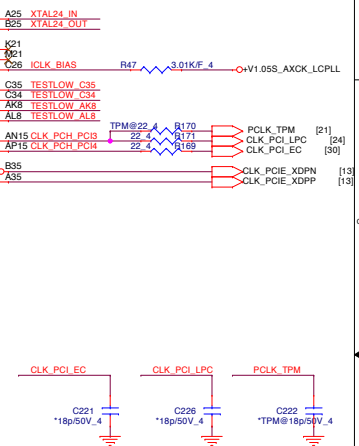 A25 XTAL24_IN
B25 XTAL24_OUT
K21
M21
C26 ICLK_BIAS R47 3.01K/F_4 +V1.05S_AXCK_LCPLL
C35 TESTLOW_C35
C34 TESTLOW_C34
AK8 TESTLOW_AK8
AL8 TESTLOW_AL8
TPM@22_4 R170 PCLK_TPM [21]
AN15 CLK_PCH_PCI3 22_4 R171 CLK_PCI_LPC [24]
AP15 CLK_PCH_PCI4 22_4 R169 CLK_PCI_EC [30]
B35 CLK_PCIE_XDPN [13]
A35 CLK_PCIE_XDPP [13]
CLK_PCI_EC CLK_PCI_LPC PCLK_TPM
C221 C226 C222
*18p/50V_4 *18p/50V_4 *TPM@18p/50V_4